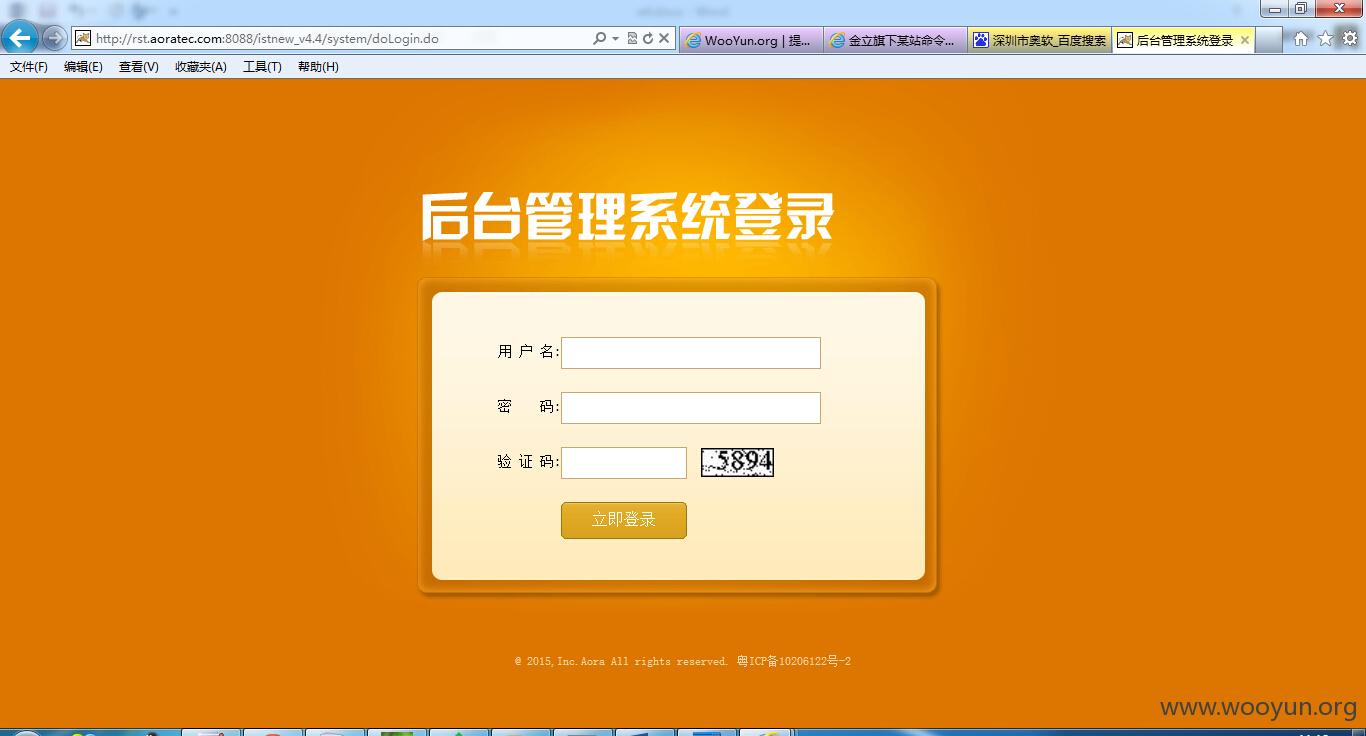 http://rst.aoratec.com:8088/istnew_v4.4/system/doLogin.do
WooYun.org | 提...
金立旗下某站命令...
深圳市奥软_百度搜索
后台管理系统登录
文件(F) 编辑(E) 查看(V) 收藏夹(A) 工具(T) 帮助(H)
后台管理系统登录
用 户 名:
密 码:
验 证 码:
5894
立即登录
@ 2015,Inc.Aora All rights reserved. 粤ICP备10206122号-2
www.wooyun.org